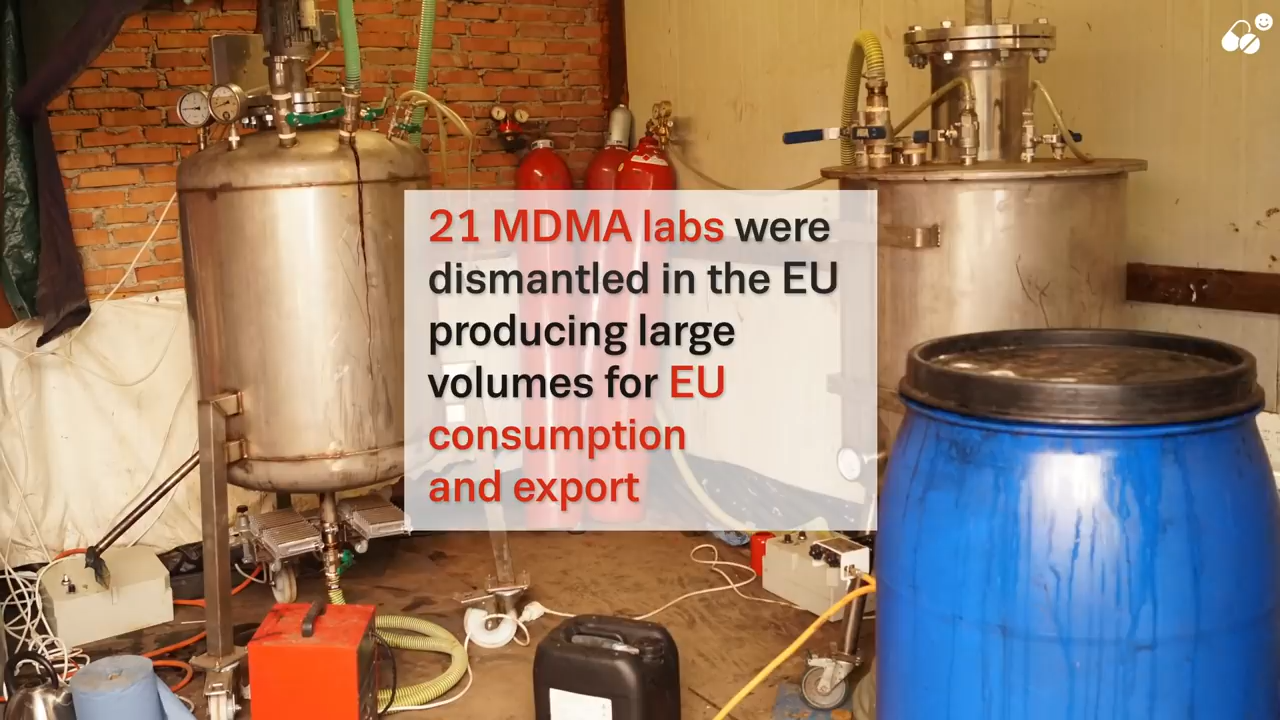 21 MDMA labs were
dismantled in the EU
producing large
volumes for EU
consumption
and export